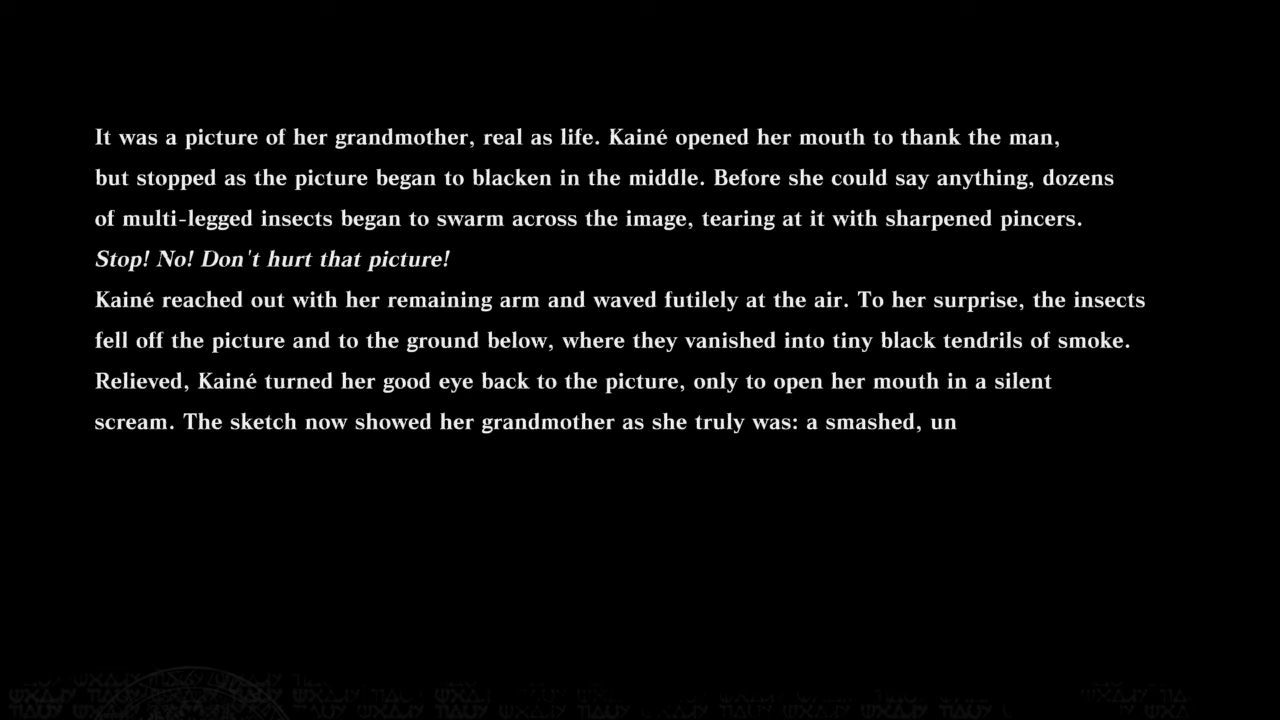 It was a picture of her grandmother, real as life. Kainé opened her mouth to thank the man,
but stopped as the picture began to blacken in the middle. Before she could say anything, dozens
of multi-legged insects began to swarm across the image, tearing at it with sharpened pincers.
Stop! No! Don't hurt that picture!
Kainé reached out with her remaining arm and waved futilely at the air. To her surprise, the insects
fell off the picture and to the ground below, where they vanished into tiny black tendrils of smoke.
Relieved, Kainé turned her good eye back to the picture, only to open her mouth in a silent
scream. The sketch now showed her grandmother as she truly was: a smashed, un